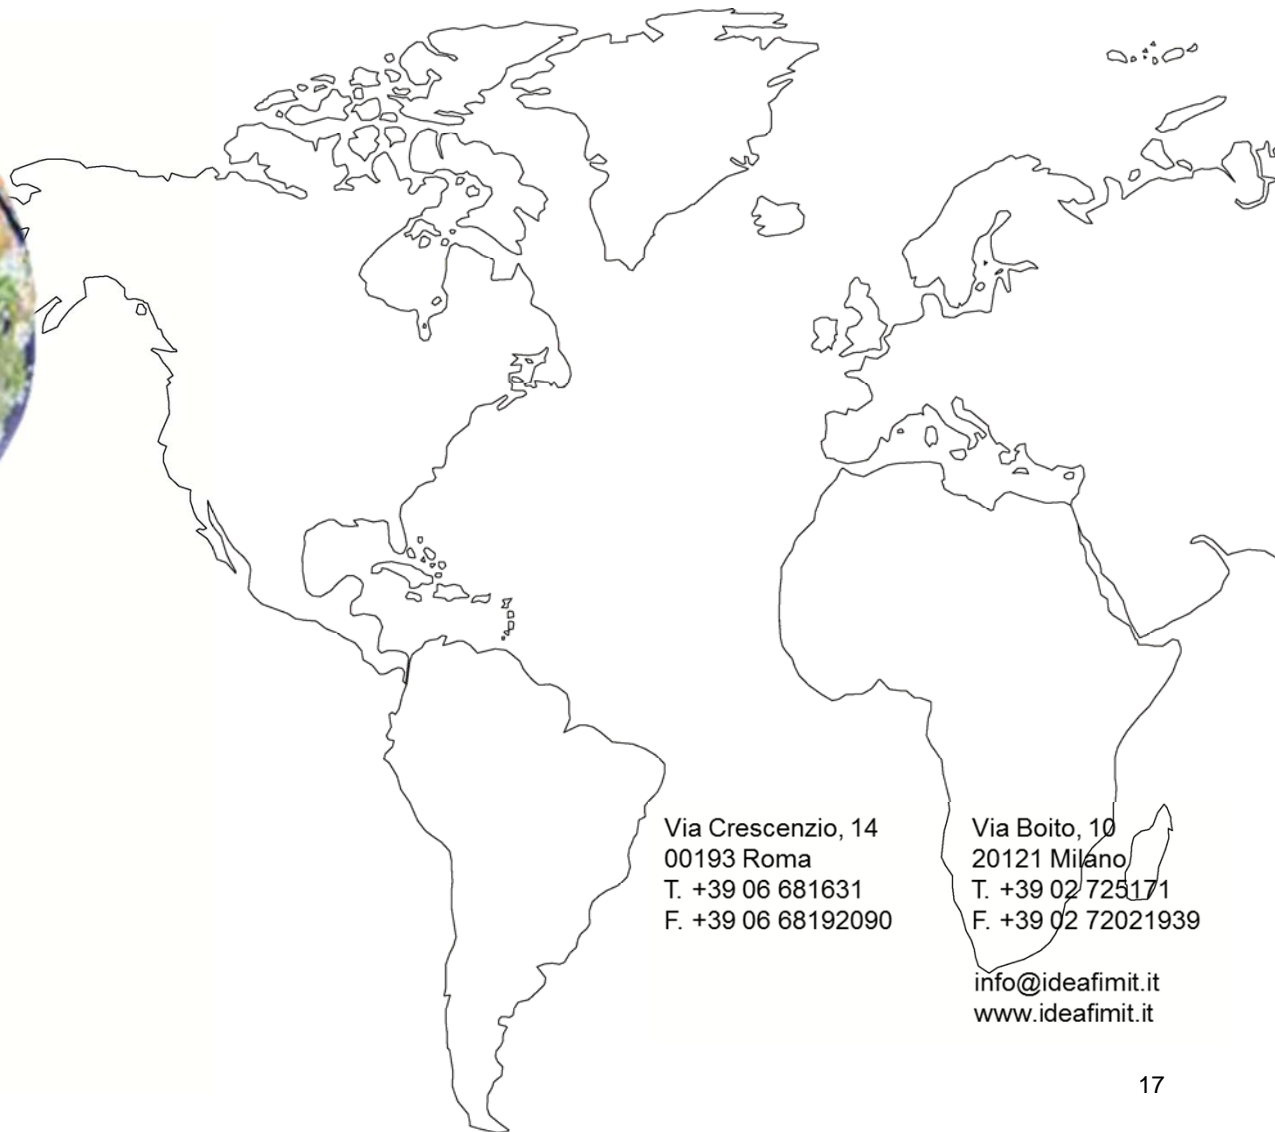 Via Crescenzio, 14
00193 Roma
T. +39 06 681631
F. +39 06 68192090
Via Boito, 10
20121 Milano
T. +39 02 725171
F. +39 02 72021939
info@ideafimit.it
www.ideafimit.it
17